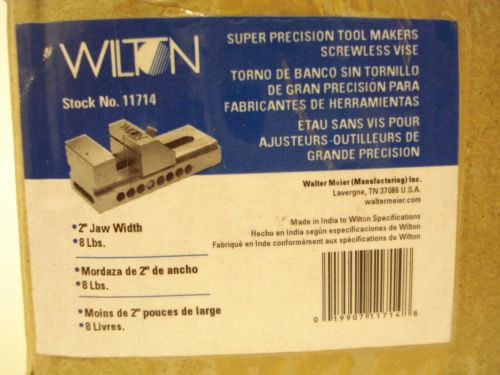 WILTON
Stock No. 11714
SUPER PRECISION TOOL MAKERS
SCREWLESS VISE
TORNO DE BANCO SIN TORNILLO
DE GRAN PRECISIÓN PARA
FABRICANTES DE HERRAMIENTAS
ETAU SANS VIS POUR
AJUSTEURS-OUTILLEURS DE
GRANDE PRECISION
WILTON
Walter Meier (Manufacturing) Inc.
Lavergne, TN 37086 U.S.A.
waltermeier.com
Made in India to Wilton Specifications
Hecho en India según especificaciones de Wilton
Fabriqué en Inde conformément aux spécifications de Wilton
•2" Jaw Width
•8 Lbs.
•Mordaza de 2" de ancho
•8 Lbs.
•Moins de 2" pouces de large
•8 Livres.
0 19907 11714 8